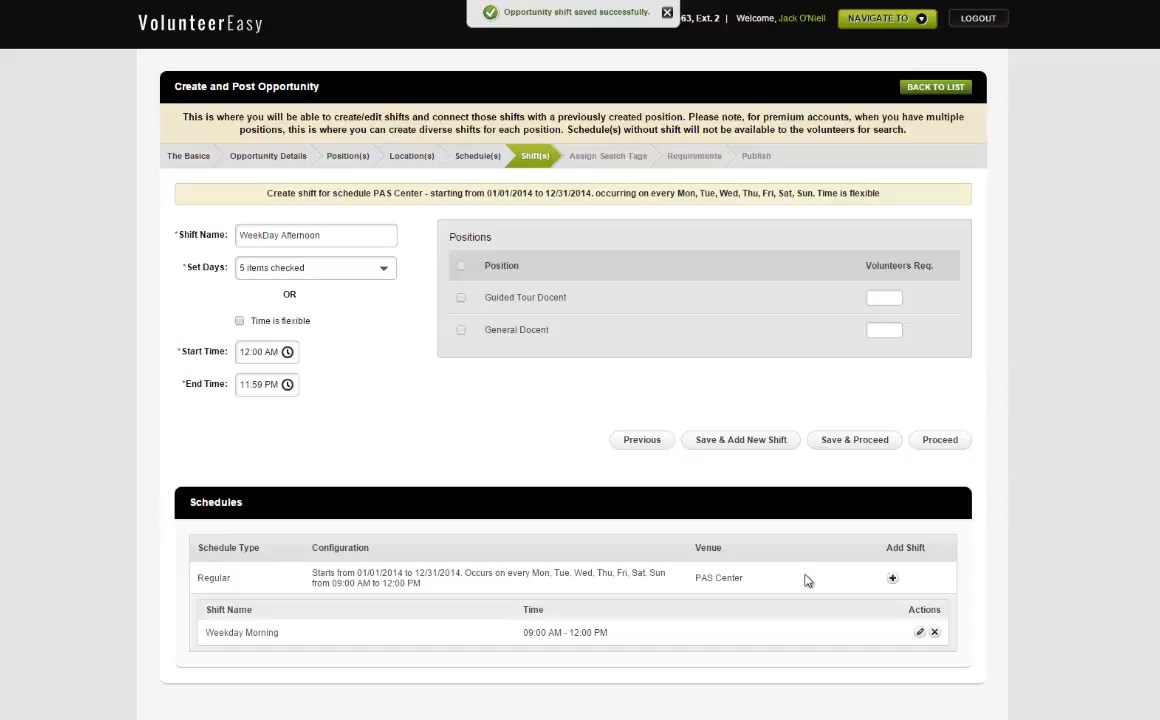 Opportunity shift saved successfully.
VolunteerEasy
63, Ext. 2 | Welcome, Jack O'Niell
NAVIGATE TO
LOGOUT
Create and Post Opportunity
BACK TO LIST
This is where you will be able to create/edit shifts and connect those shifts with a previously created position. Please note, for premium accounts, when you have multiple
positions, this is where you can create diverse shifts for each position. Schedule(s) without shift will not be available to the volunteers for search.
The Basics
Opportunity Details
Position(s)
Location(s)
Schedule(s)
Shift(s)
Assign Search Tags
Requirements
Publish
Create shift for schedule PAS Center - starting from 01/01/2014 to 12/31/2014. occurring on every Mon, Tue, Wed, Thu, Fri, Sat, Sun. Time is flexible
*Shift Name: WeekDay Afternoon
*Set Days: 5 items checked
OR
Time is flexible
*Start Time: 12:00 AM
*End Time: 11:59 PM
Positions
Position Volunteers Req.
Guided Tour Docent
General Docent
Previous
Save & Add New Shift
Save & Proceed
Proceed
Schedules
Schedule Type Configuration Venue Add Shift
Regular
Starts from 01/01/2014 to 12/31/2014. Occurs on every Mon, Tue, Wed, Thu, Fri, Sat, Sun
from 09:00 AM to 12:00 PM
PAS Center
Shift Name Time Actions
Weekday Morning 09:00 AM - 12:00 PM